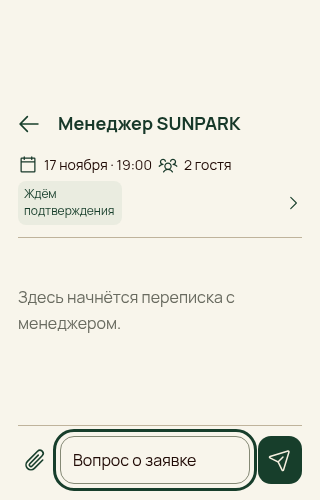 Менеджер SUNPARK
17 ноября · 19:00 2 гостя
Ждём
подтверждения
Здесь начнётся переписка с
менеджером.
Вопрос о заявке